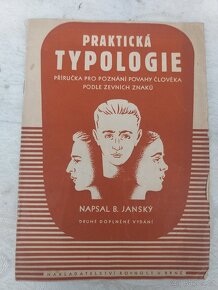 PRAKTICKÁ
TYPOLOGIE
PŘÍRUČKA PRO POZNÁNÍ POVAHY ČLOVĚKA
PODLE ZEVNÍCH ZNAKŮ
NAPSAL B. JANSKÝ
DRUHÉ DOPLNĚNÉ VYDÁNÍ
NAKLADATELSTVÍ ROVNOST V BRNĚ